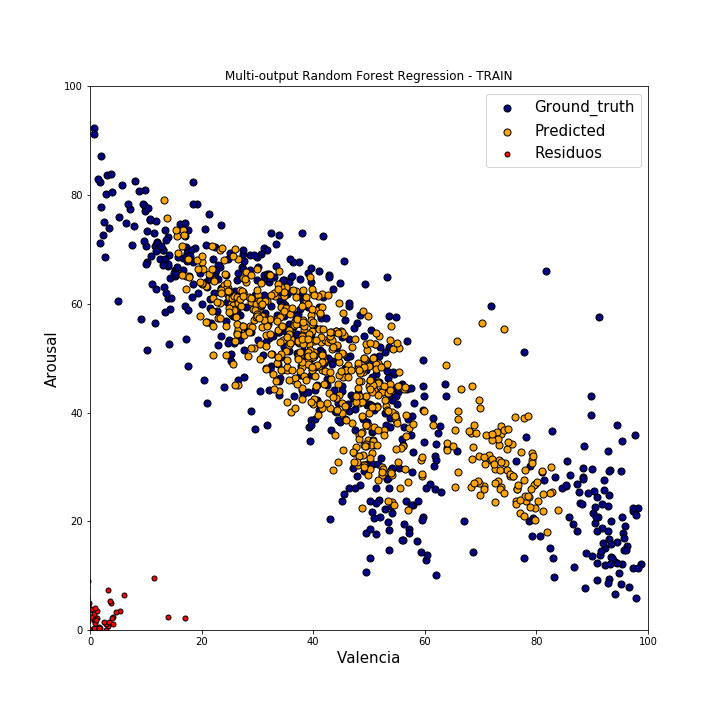 Multi-output Random Forest Regression - TRAIN
100
Ground_truth
Predicted
Residuos
80
60
Arousal
40
20
0
0 20 40 60 80 100
Valencia